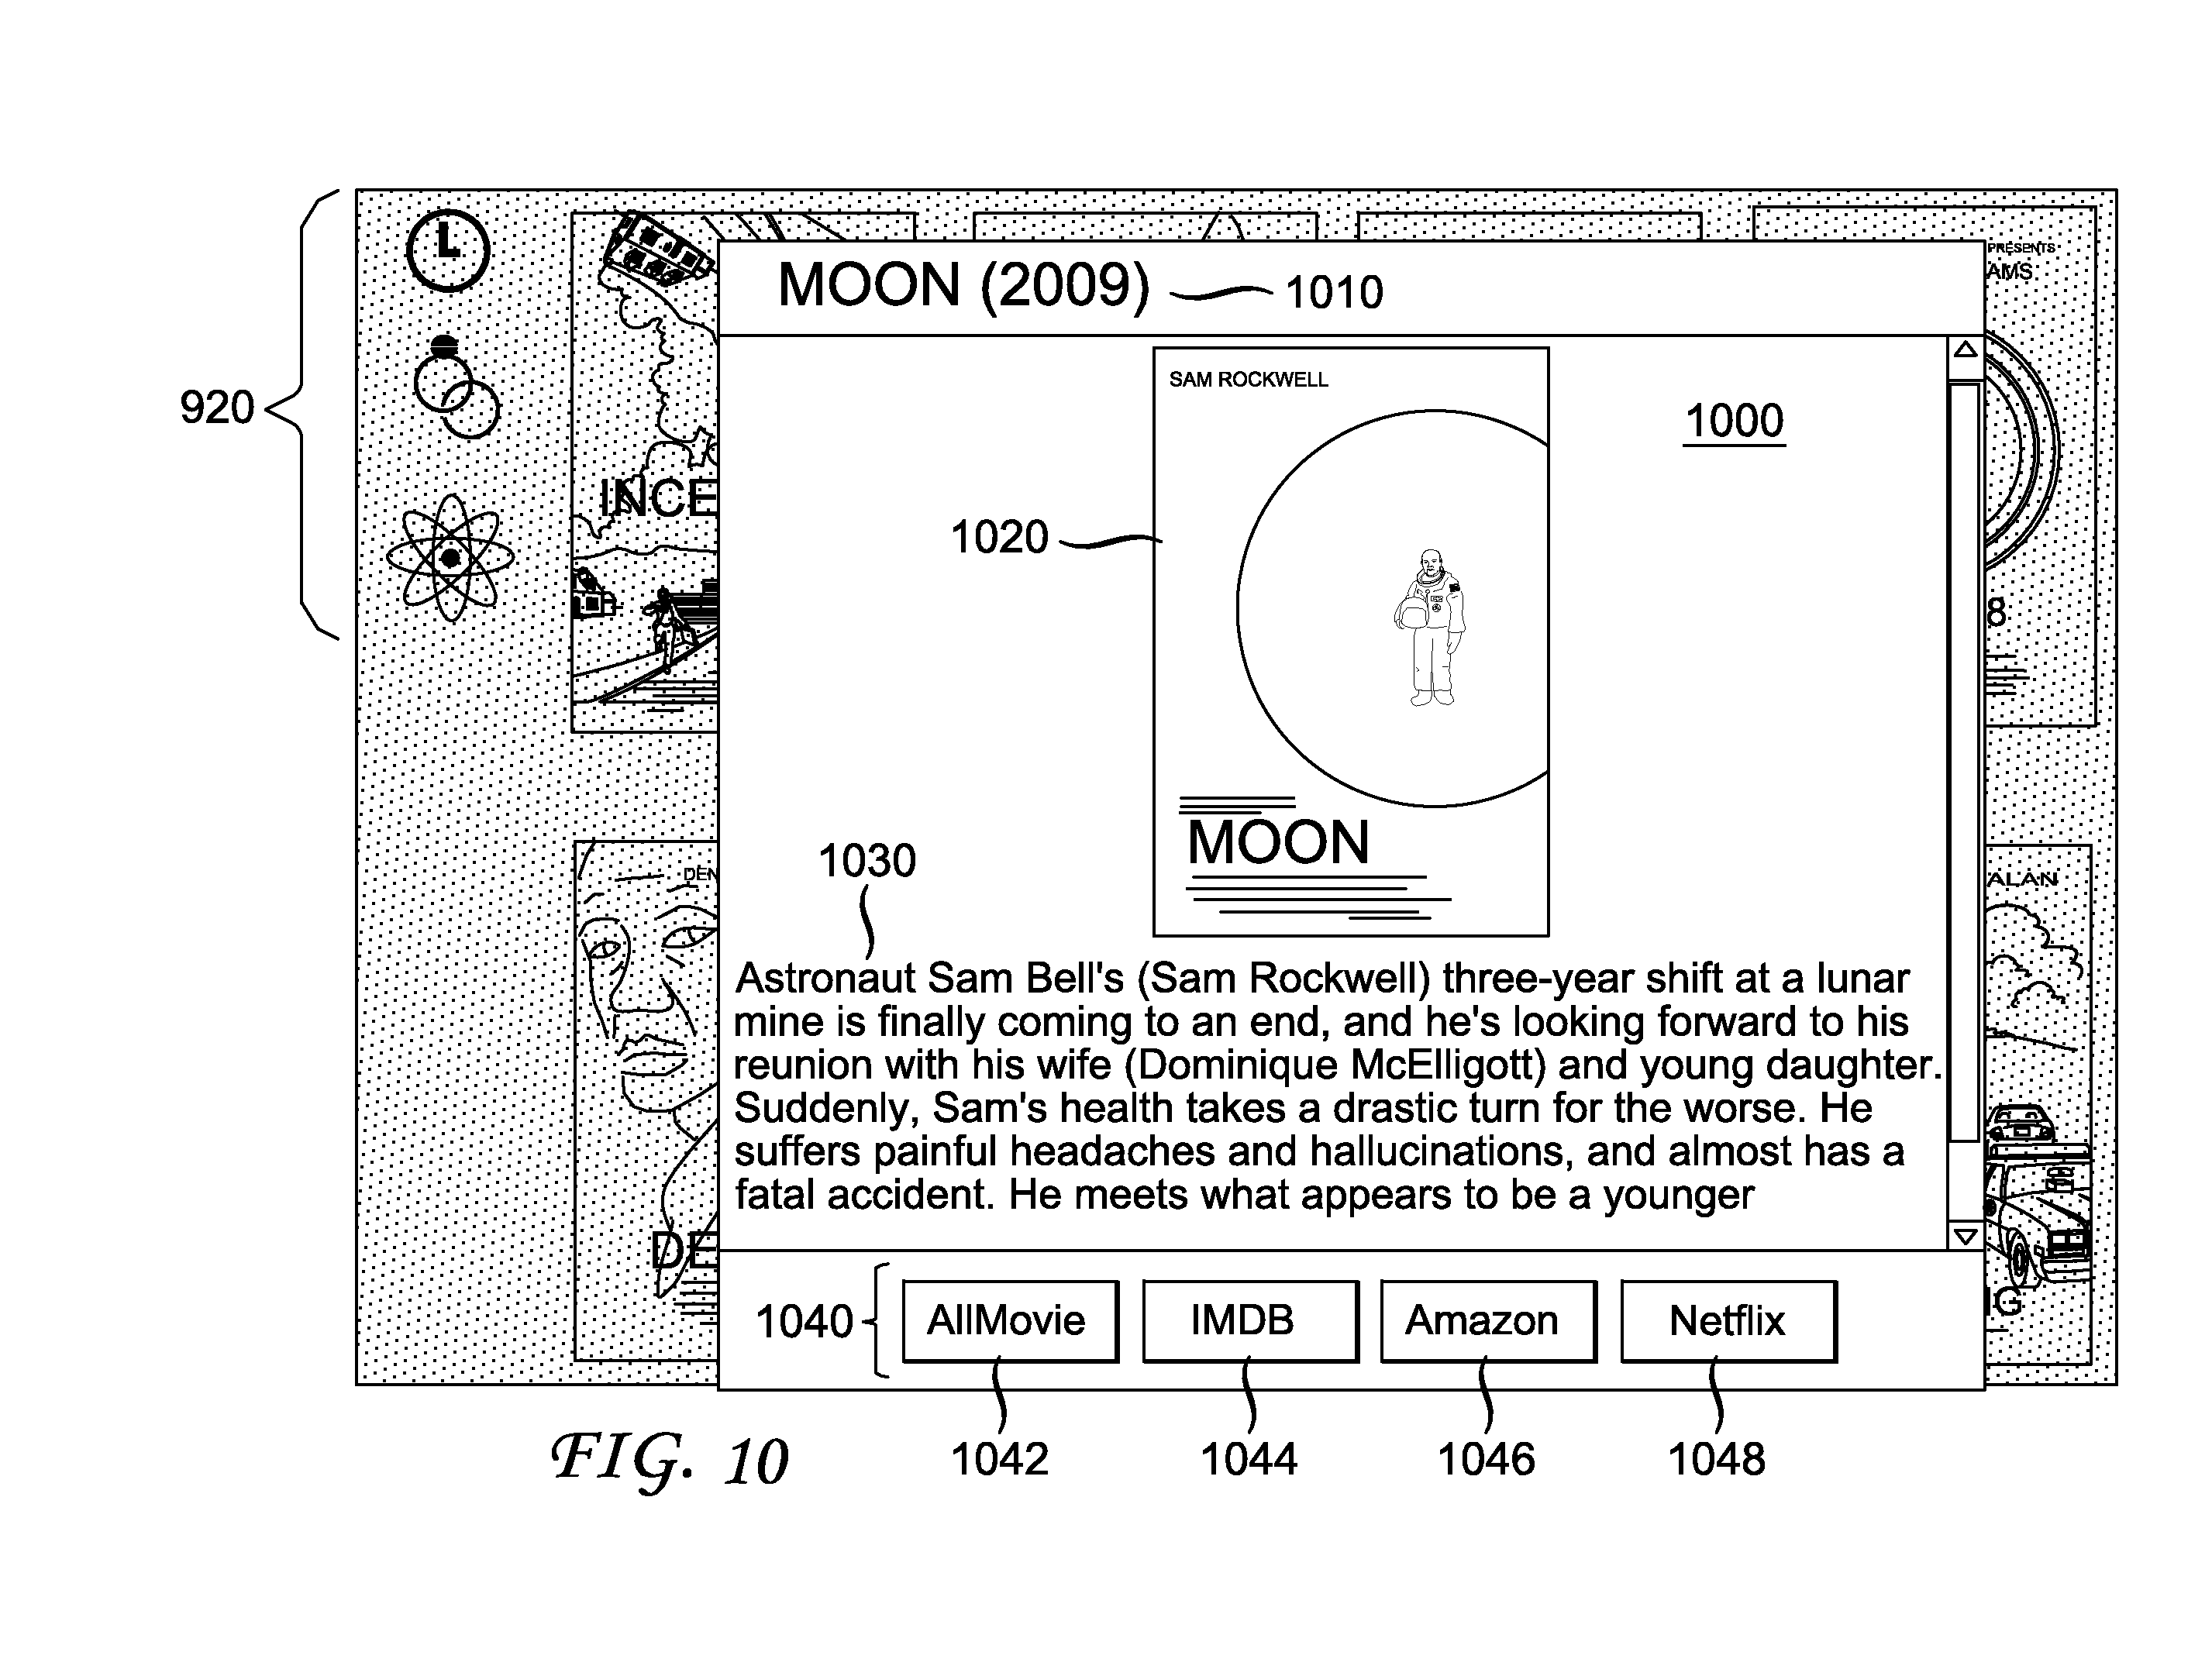 L
PRESENTS
AMS
MOON (2009)
1010
SAM ROCKWELL
1000
920
INCE
1020
8
MOON
1030
DEN
ALAN
Astronaut Sam Bell's (Sam Rockwell) three-year shift at a lunar
mine is finally coming to an end, and he's looking forward to his
reunion with his wife (Dominique McElligott) and young daughter.
Suddenly, Sam's health takes a drastic turn for the worse. He
suffers painful headaches and hallucinations, and almost has a
fatal accident. He meets what appears to be a younger
DE
NG
1040
AllMovie
IMDB
Amazon
Netflix
FIG. 10
1042
1044
1046
1048